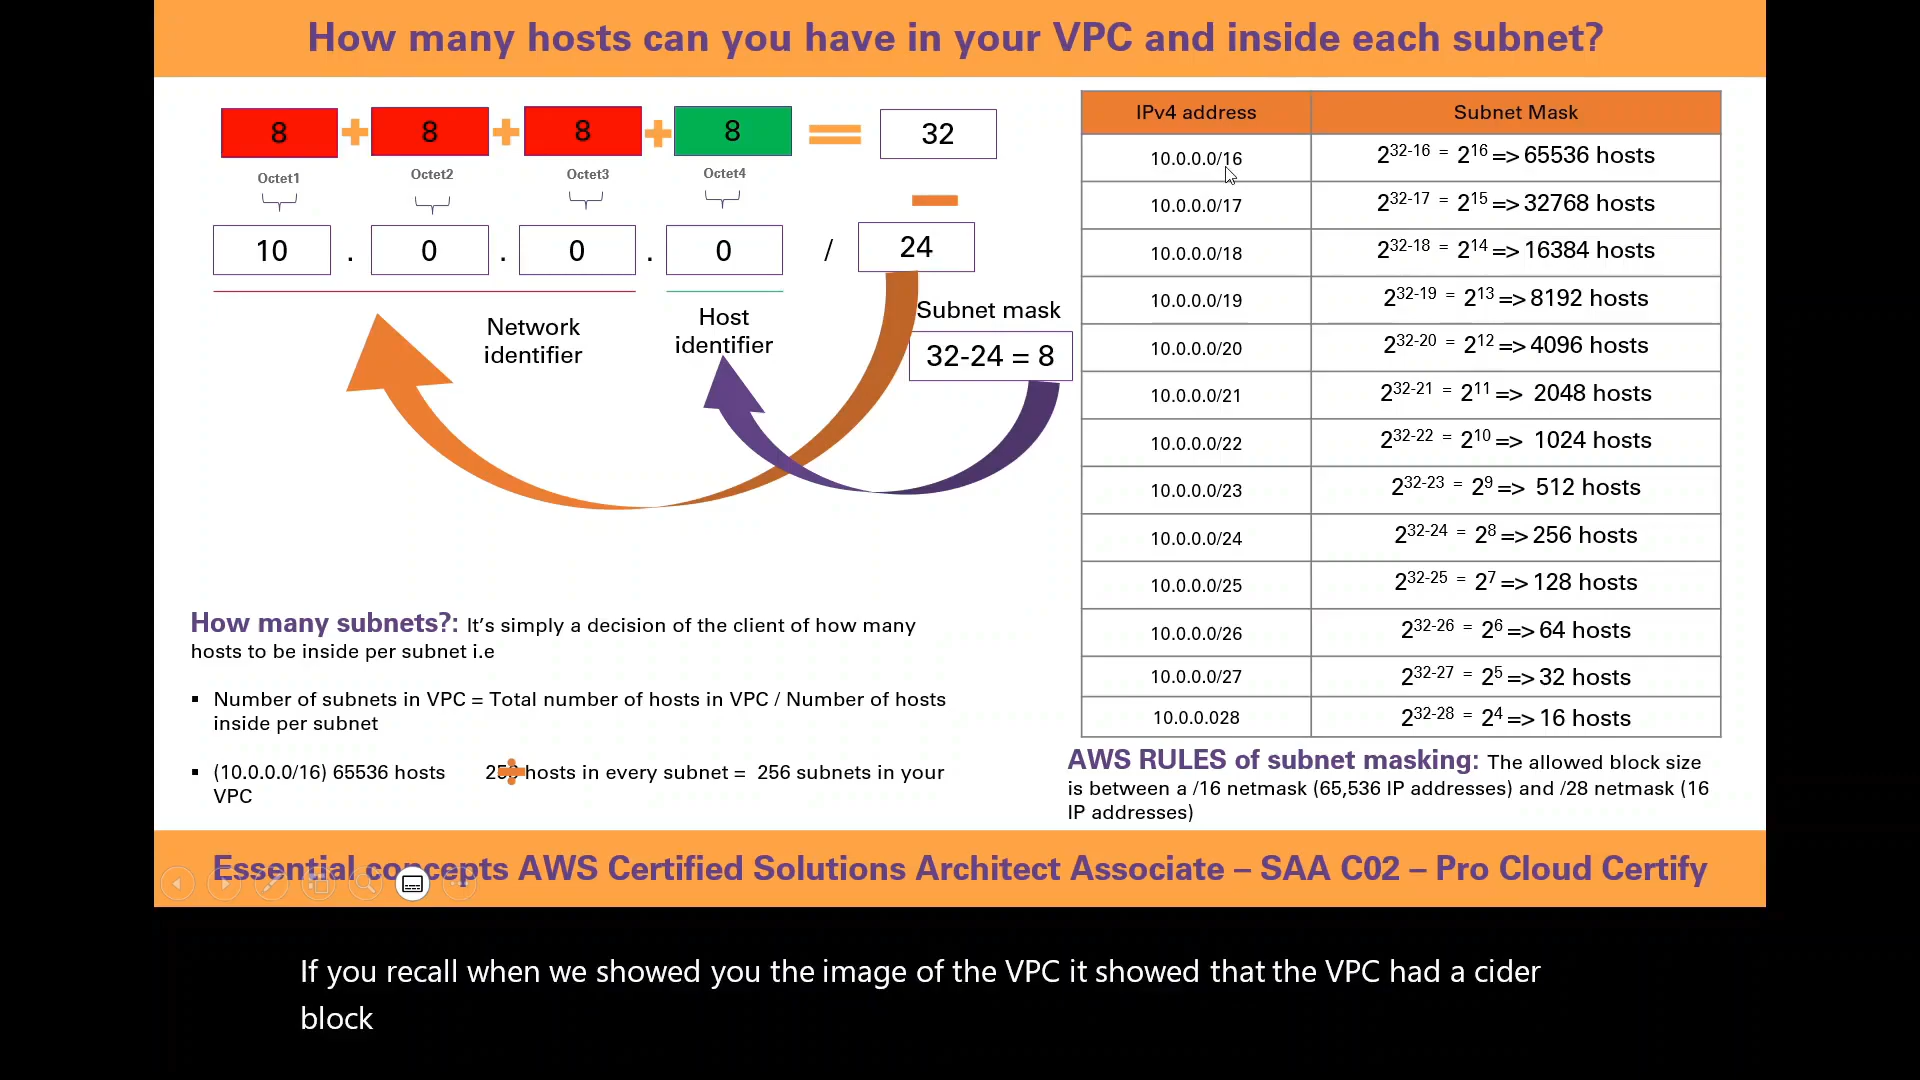 How many hosts can you have in your VPC and inside each subnet?
8 8 8 8 32
Octet1 Octet2 Octet3 Octet4
10 . 0 . 0 . 0 / 24
Network
identifier
Host
identifier
Subnet mask
32-24 = 8
How many subnets?: It’s simply a decision of the client of how many
hosts to be inside per subnet i.e
▪ Number of subnets in VPC = Total number of hosts in VPC / Number of hosts
inside per subnet
▪ (10.0.0.0/16) 65536 hosts ÷ hosts in every subnet = 256 subnets in your
VPC
IPv4 address Subnet Mask
10.0.0.0/16 2^32-16 = 2^16 => 65536 hosts
10.0.0.0/17 2^32-17 = 2^15 => 32768 hosts
10.0.0.0/18 2^32-18 = 2^14 => 16384 hosts
10.0.0.0/19 2^32-19 = 2^13 => 8192 hosts
10.0.0.0/20 2^32-20 = 2^12 => 4096 hosts
10.0.0.0/21 2^32-21 = 2^11 => 2048 hosts
10.0.0.0/22 2^32-22 = 2^10 => 1024 hosts
10.0.0.0/23 2^32-23 = 2^9 => 512 hosts
10.0.0.0/24 2^32-24 = 2^8 => 256 hosts
10.0.0.0/25 2^32-25 = 2^7 => 128 hosts
10.0.0.0/26 2^32-26 = 2^6 => 64 hosts
10.0.0.0/27 2^32-27 = 2^5 => 32 hosts
10.0.0.028 2^32-28 = 2^4 => 16 hosts
AWS RULES of subnet masking: The allowed block size
is between a /16 netmask (65,536 IP addresses) and /28 netmask (16
IP addresses)
Essential concepts AWS Certified Solutions Architect Associate – SAA C02 – Pro Cloud Certify
If you recall when we showed you the image of the VPC it showed that the VPC had a cider
block